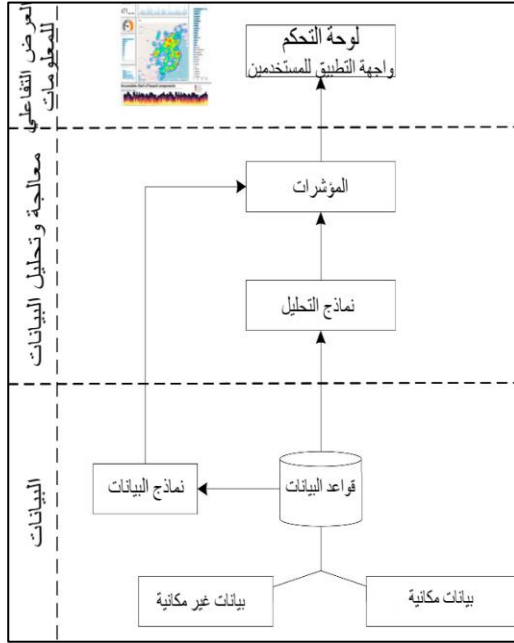 العرض التفاعلي
للمعلومات
لوحة التحكم
واجهة التطبيق للمستخدمين
معالجة وتحليل البيانات
المؤشرات
نماذج التحليل
البيانات
قواعد البيانات
نماذج البيانات
بيانات مكانية
بيانات غير مكانية